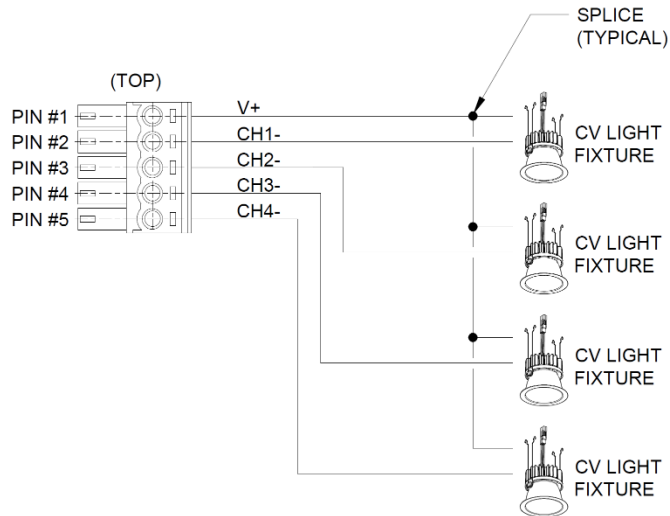 SPLICE
(TYPICAL)
(TOP)
PIN #1
V+
PIN #2
CH1-
PIN #3
CH2-
PIN #4
CH3-
PIN #5
CH4-
CV LIGHT
FIXTURE
CV LIGHT
FIXTURE
CV LIGHT
FIXTURE
CV LIGHT
FIXTURE